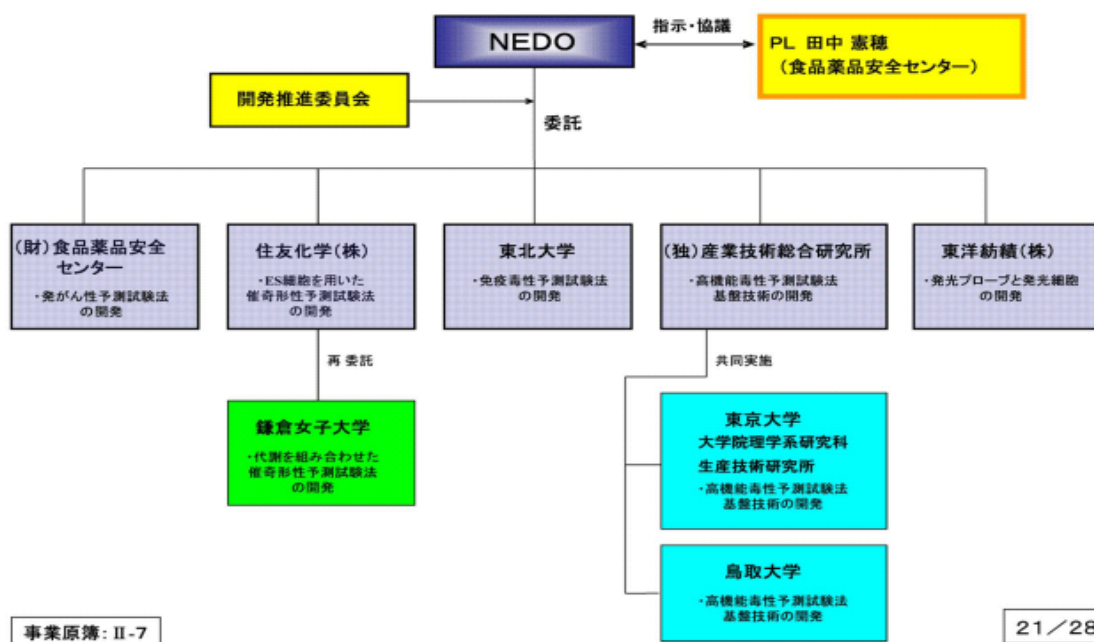 NEDO
指示・協議
PL 田中 憲穂
(食品薬品安全センター)
開発推進委員会
委託
(財)食品薬品安全
センター
・発がん性予測試験法
の開発
住友化学(株)
・ES細胞を用いた
催奇形性予測試験法
の開発
東北大学
・免疫毒性予測試験法
の開発
(独)産業技術総合研究所
・高機能毒性予測試験法
基盤技術の開発
東洋紡績(株)
・発光プローブと発光細胞
の開発
再 委託
共同実施
鎌倉女子大学
・代謝を組み合わせた
催奇形性予測試験法
の開発
東京大学
大学院理学系研究科
生産技術研究所
・高機能毒性予測試験法
基盤技術の開発
鳥取大学
・高機能毒性予測試験法
基盤技術の開発
事業原簿:Ⅱ-7
21/28